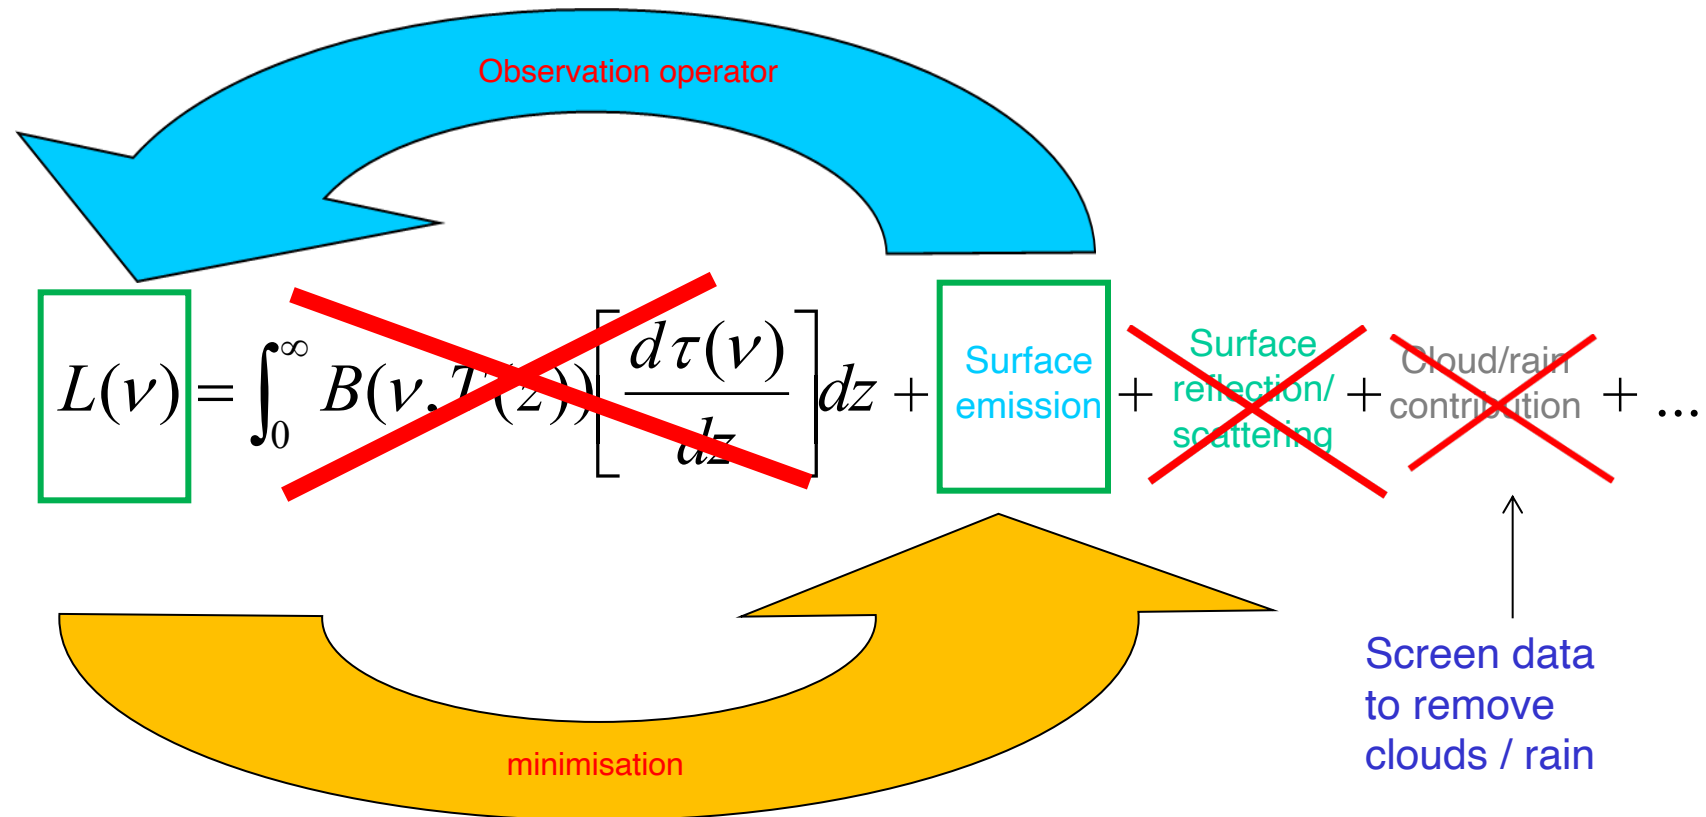 Observation operator
L(ν) = ∫₀^∞ B(ν, T(z)) [dτ(ν)/dz] dz + Surface emission + Surface reflection/ scattering + Cloud/rain contribution + ...
minimisation
Screen data
to remove
clouds / rain